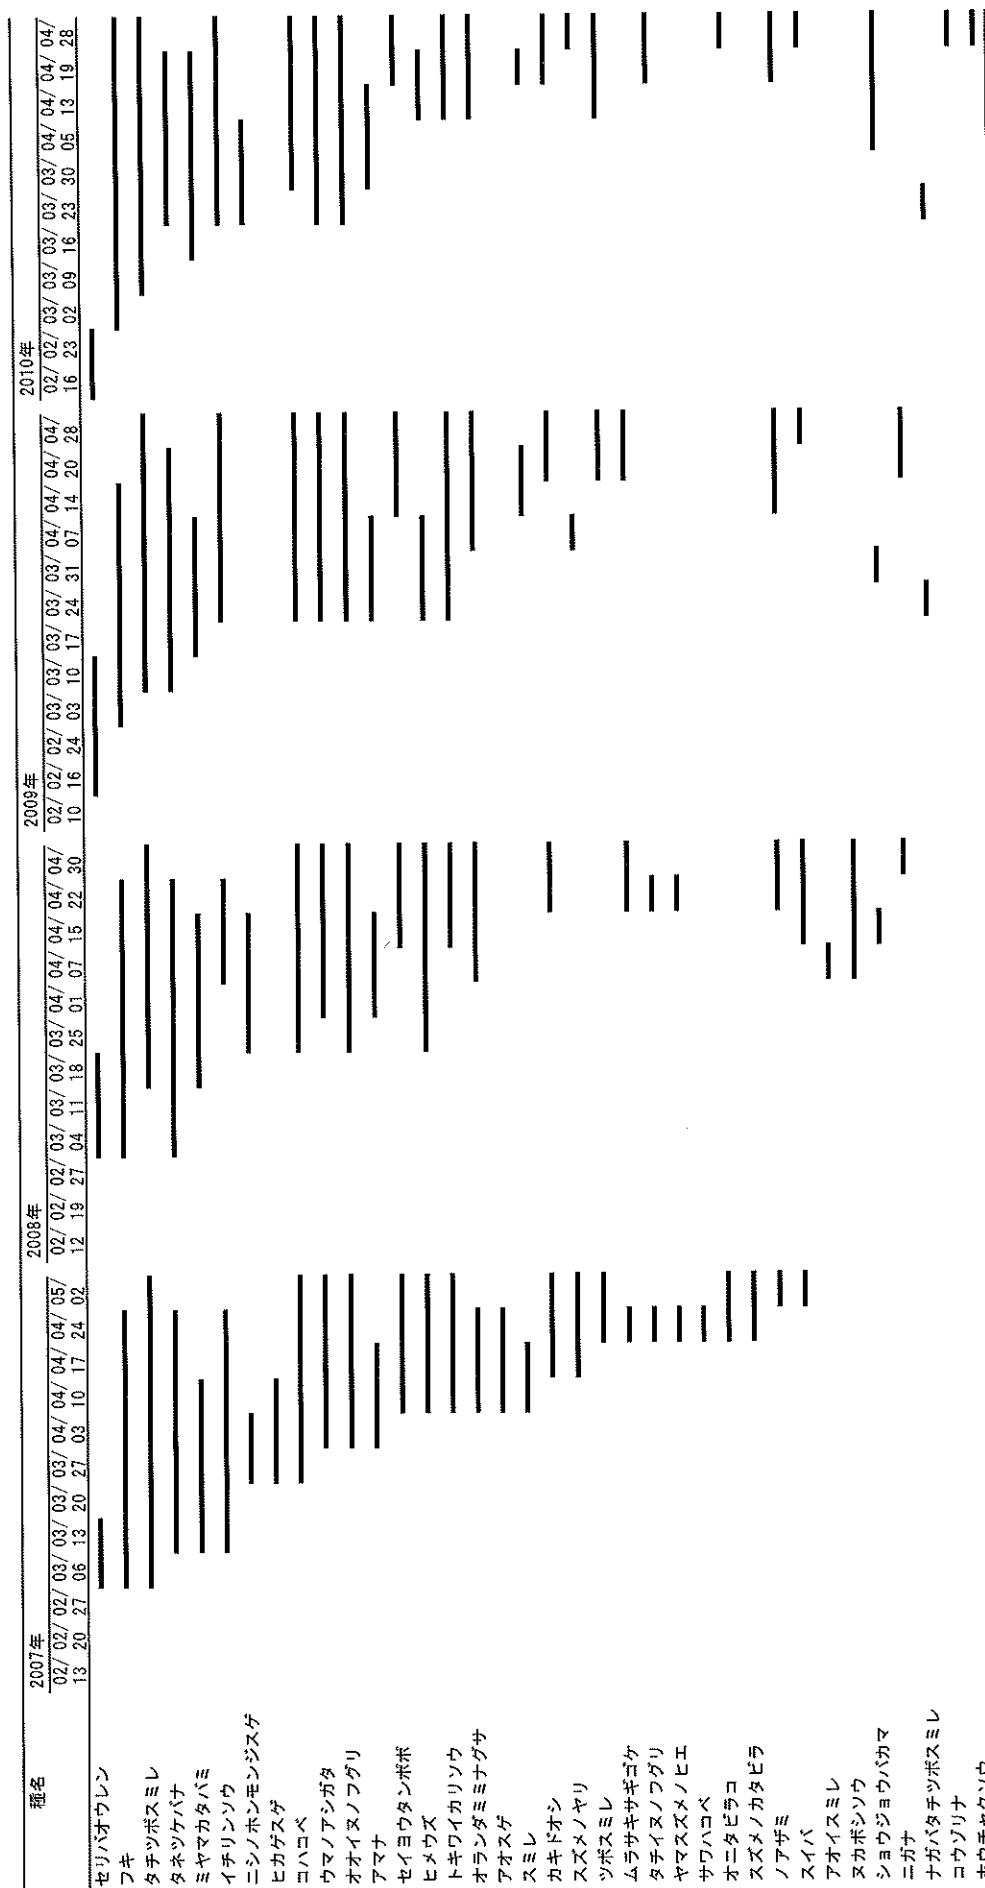 種名 2007年 2008年 2009年 2010年
02/ 02/ 02/ 03/ 03/ 03/ 03/ 04/ 04/ 04/ 04/ 05/ 02/ 02/ 02/ 03/ 03/ 03/ 03/ 04/ 04/ 04/ 04/ 04/ 02/ 02/ 02/ 03/ 03/ 03/ 03/ 03/ 04/ 04/ 04/ 04/ 02/ 02/ 03/ 03/ 03/ 03/ 03/ 04/ 04/ 04/ 04/
13 20 27 06 13 20 27 03 10 17 24 02 12 19 27 04 11 18 25 01 07 15 22 30 10 16 24 03 10 17 24 31 07 14 20 28 16 23 02 09 16 23 30 05 13 19 28
セリバオウレン
フキ
タチツボスミレ
タネツケバナ
ミヤマカタバミ
イチリンソウ
ニシノホンモンジスゲ
ヒカゲスゲ
コハコベ
ウマノアシガタ
オオイヌノフグリ
アマナ
セイヨウタンポポ
ヒメウズ
トキワイカリソウ
オランダミミナグサ
アオスゲ
スミレ
カキドオシ
スズメノヤリ
ツボスミレ
ムラサキサギゴケ
タチイヌノフグリ
ヤマスズメノヒエ
サワハコベ
オニタビラコ
スズメノカタビラ
ノアザミ
スイバ
アオイスミレ
ヌカボシソウ
ショウジョウバカマ
ニガナ
ナガバタチツボスミレ
コウゾリナ